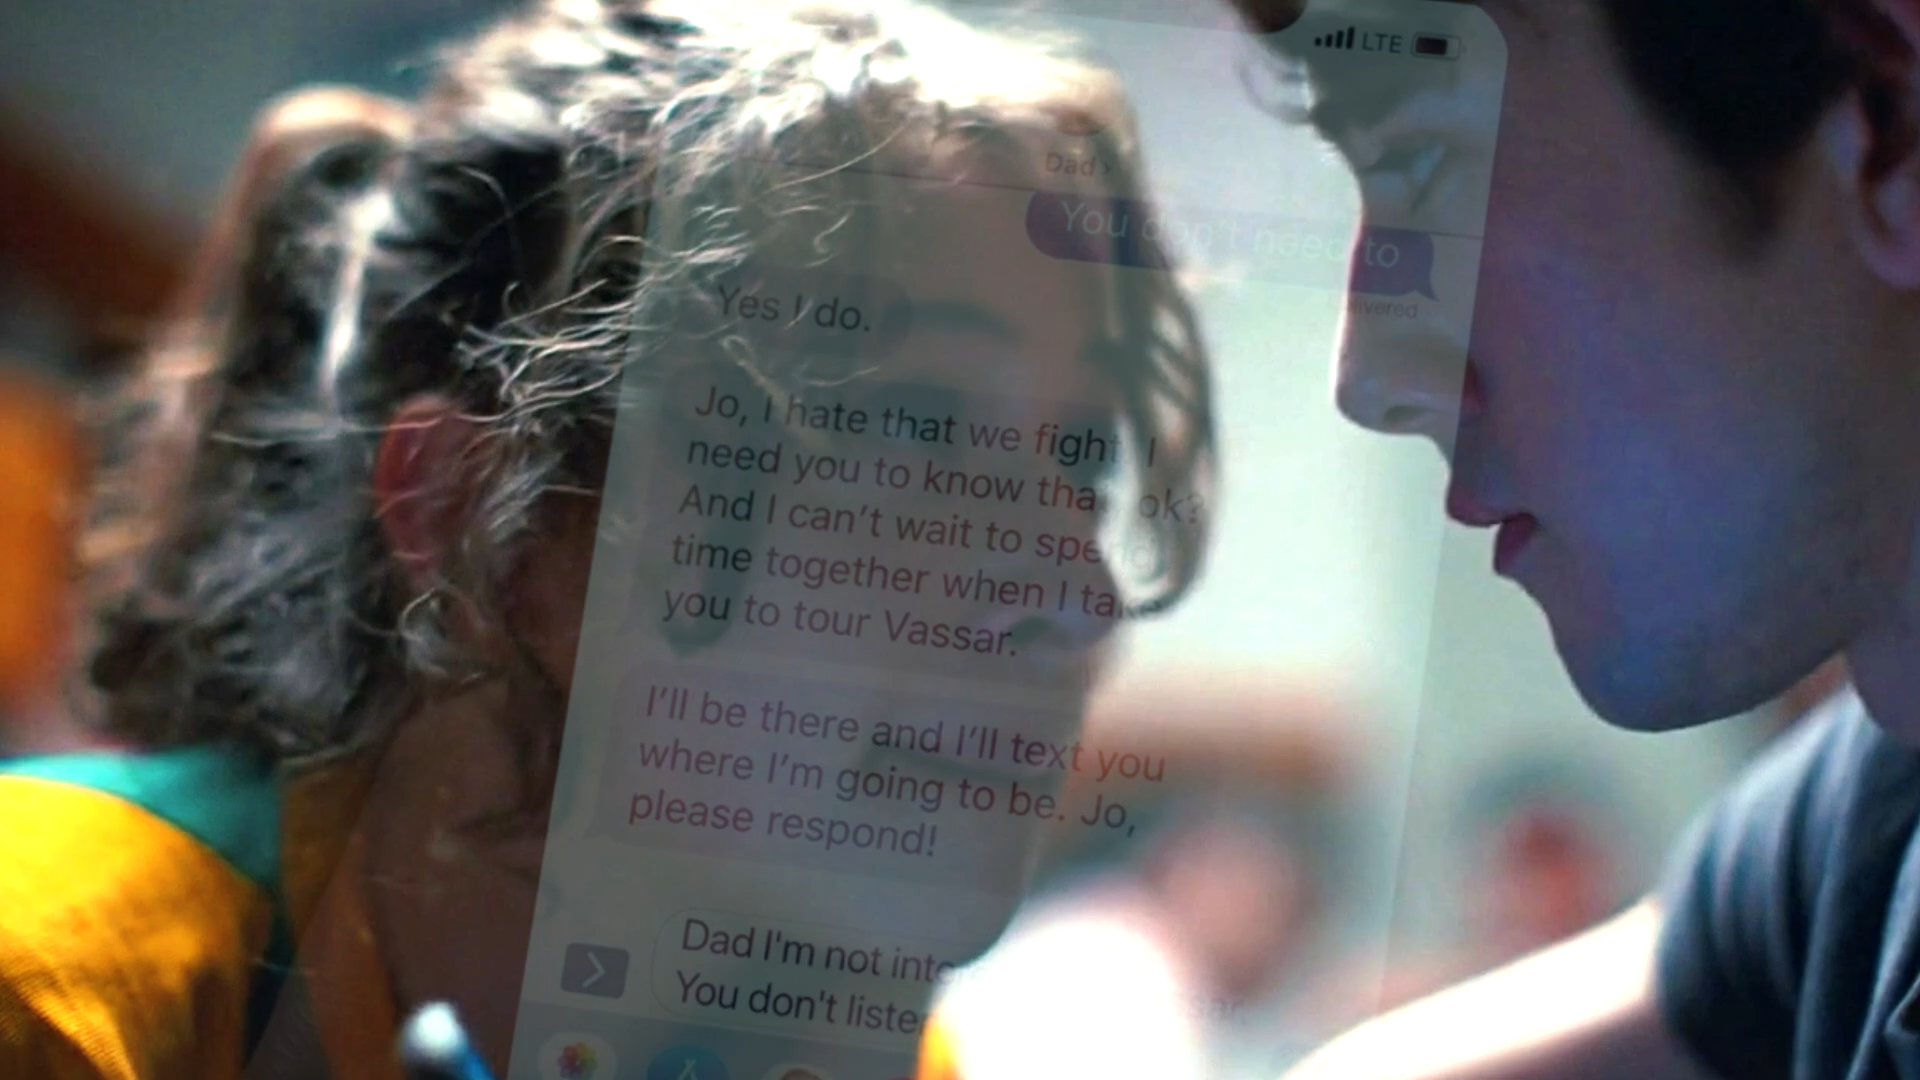 LTE
Dad
You don't need to
Yes I do.
Jo, I hate that we fight. I
need you to know that, ok?
And I can't wait to spend
time together when I take
you to tour Vassar.
I'll be there and I'll text you
where I'm going to be. Jo,
please respond!
Dad I'm not
You don't